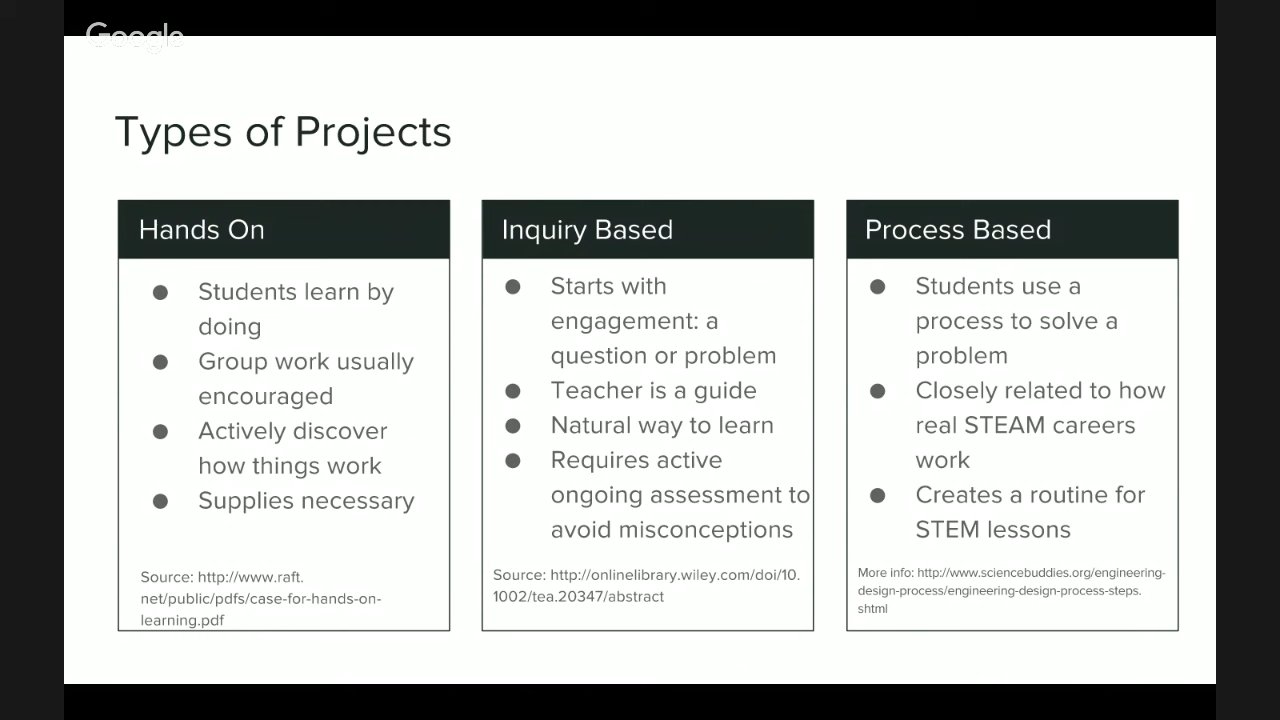 Google
Types of Projects
Hands On
● Students learn by
doing
● Group work usually
encouraged
● Actively discover
how things work
● Supplies necessary
Source: http://www.raft.
net/public/pdfs/case-for-hands-on-
learning.pdf
Inquiry Based
● Starts with
engagement: a
question or problem
● Teacher is a guide
● Natural way to learn
● Requires active
ongoing assessment to
avoid misconceptions
Source: http://onlinelibrary.wiley.com/doi/10.
1002/tea.20347/abstract
Process Based
● Students use a
process to solve a
problem
● Closely related to how
real STEAM careers
work
● Creates a routine for
STEM lessons
More info: http://www.sciencebuddies.org/engineering-
design-process/engineering-design-process-steps.
shtml